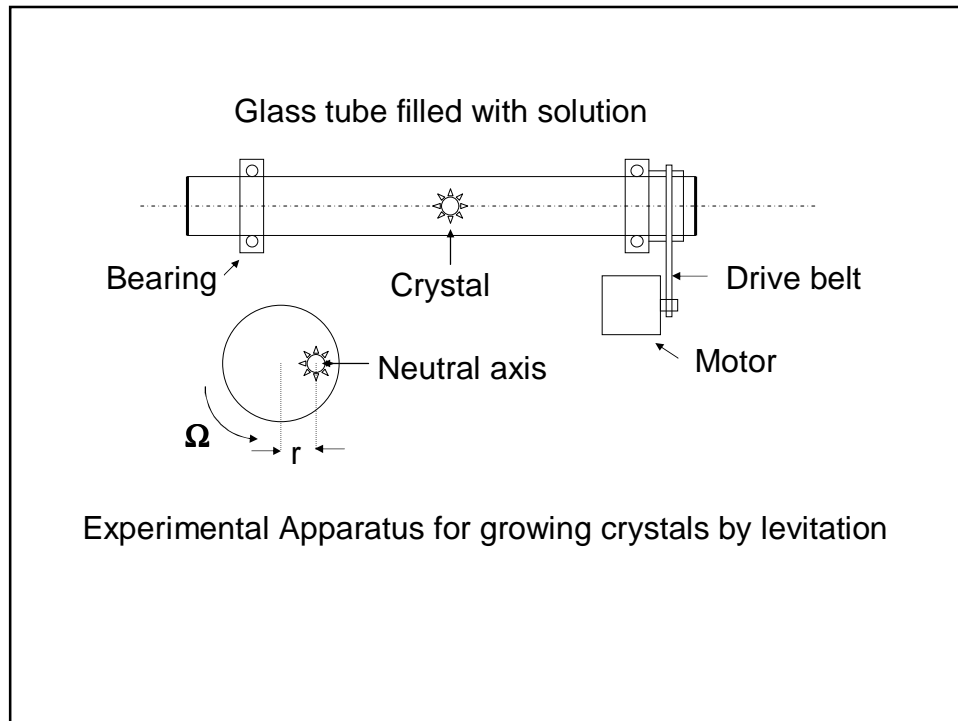 Glass tube filled with solution
Bearing
Crystal
Drive belt
Neutral axis
Motor
Ω
r
Experimental Apparatus for growing crystals by levitation